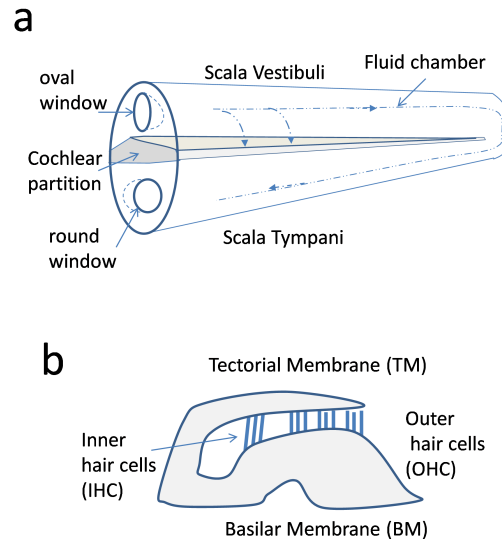 a
oval
window
Scala Vestibuli
Fluid chamber
Cochlear
partition
round
window
Scala Tympani
b
Tectorial Membrane (TM)
Inner
hair cells
(IHC)
Outer
hair cells
(OHC)
Basilar Membrane (BM)